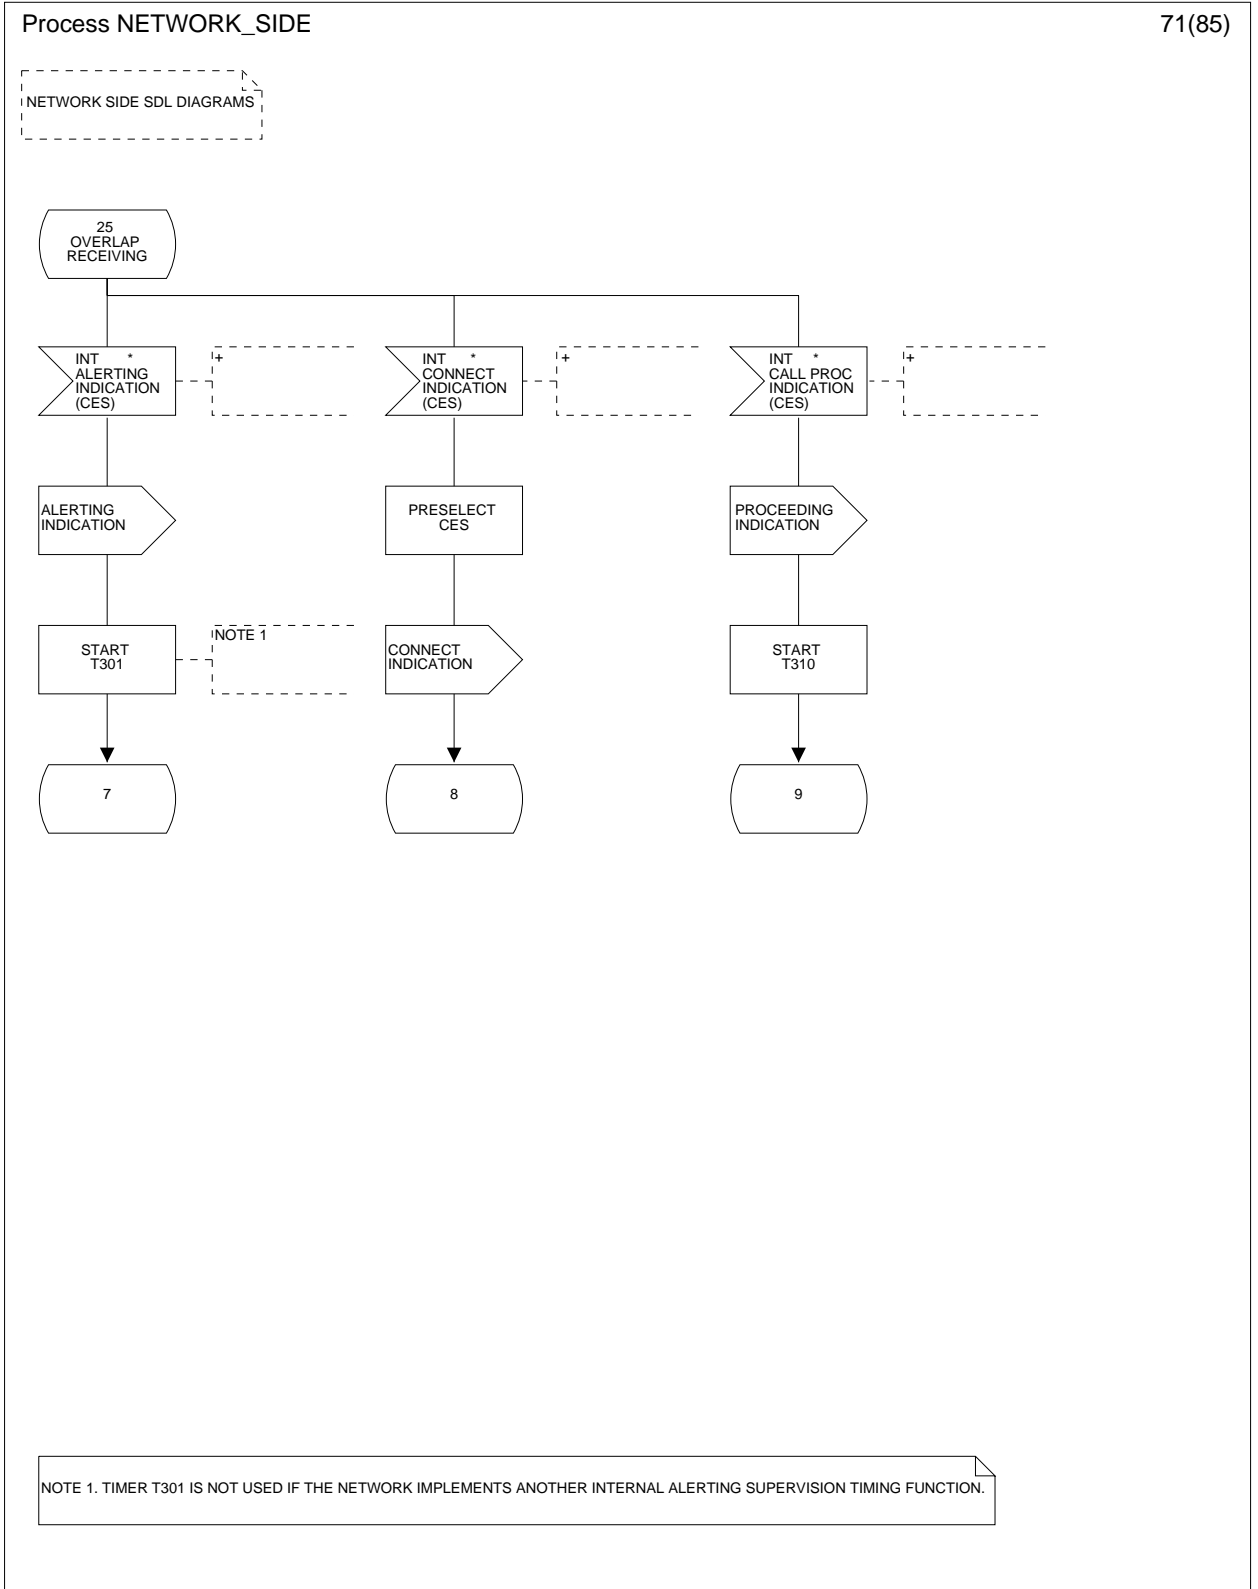 Process NETWORK_SIDE
71(85)
NETWORK SIDE SDL DIAGRAMS
25
OVERLAP
RECEIVING
INT *
ALERTING
INDICATION
(CES)
+
INT *
CONNECT
INDICATION
(CES)
+
INT *
CALL PROC
INDICATION
(CES)
+
ALERTING
INDICATION
PRESELECT
CES
PROCEEDING
INDICATION
START
T301
NOTE 1
CONNECT
INDICATION
START
T310
7
8
9
NOTE 1. TIMER T301 IS NOT USED IF THE NETWORK IMPLEMENTS ANOTHER INTERNAL ALERTING SUPERVISION TIMING FUNCTION.